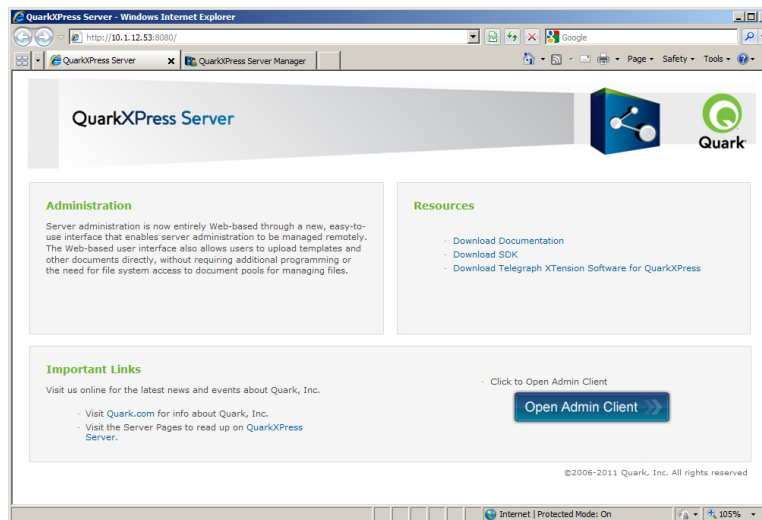 QuarkXPress Server - Windows Internet Explorer
http://10.1.12.53:8080/
Google
QuarkXPress Server
QuarkXPress Server Manager
Page
Safety
Tools
QuarkXPress Server
Quark
Administration
Server administration is now entirely Web-based through a new, easy-to-
use interface that enables server administration to be managed remotely.
The Web-based user interface also allows users to upload templates and
other documents directly, without requiring additional programming or
the need for file system access to document pools for managing files.
Resources
· Download Documentation
· Download SDK
· Download Telegraph XTension Software for QuarkXPress
Important Links
Visit us online for the latest news and events about Quark, Inc.
· Visit Quark.com for info about Quark, Inc.
· Visit the Server Pages to read up on QuarkXPress
Server.
· Click to Open Admin Client
Open Admin Client
©2006-2011 Quark, Inc. All rights reserved
Internet | Protected Mode: On
105%